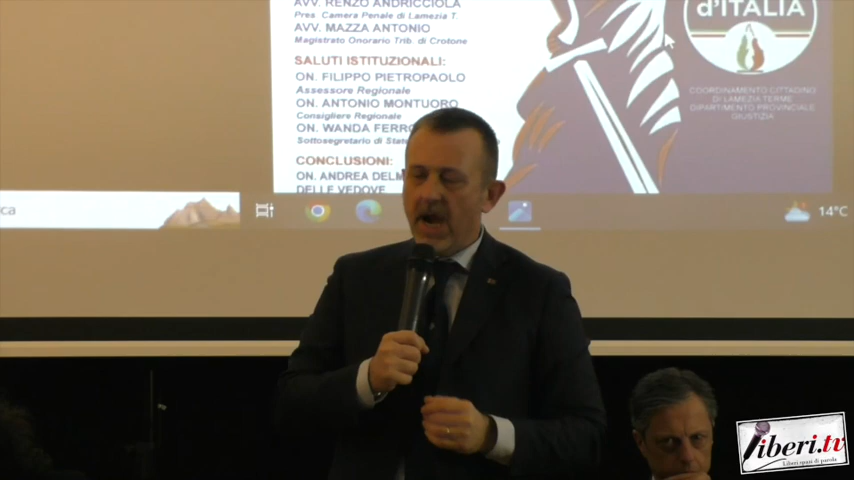 AVV. RENZO ANDRICCIOLA
Pres. Camera Penale di Lamezia T.
AVV. MAZZA ANTONIO
Magistrato Onorario Trib. di Crotone
SALUTI ISTITUZIONALI:
ON. FILIPPO PIETROPAOLO
Assessore Regionale
ON. ANTONIO MONTUORO
Consigliere Regionale
ON. WANDA FERRO
Sottosegretario di Stat
CONCLUSIONI:
ON. ANDREA DELM
DELLE VEDOVE
d'ITALIA
COORDINAMENTO CITTADINO
DI LAMEZIA TERME
DIPARTIMENTO PROVINCIALE
GIUSTIZIA
ca
14°C
liberi.tv
Liberi spazi di parola